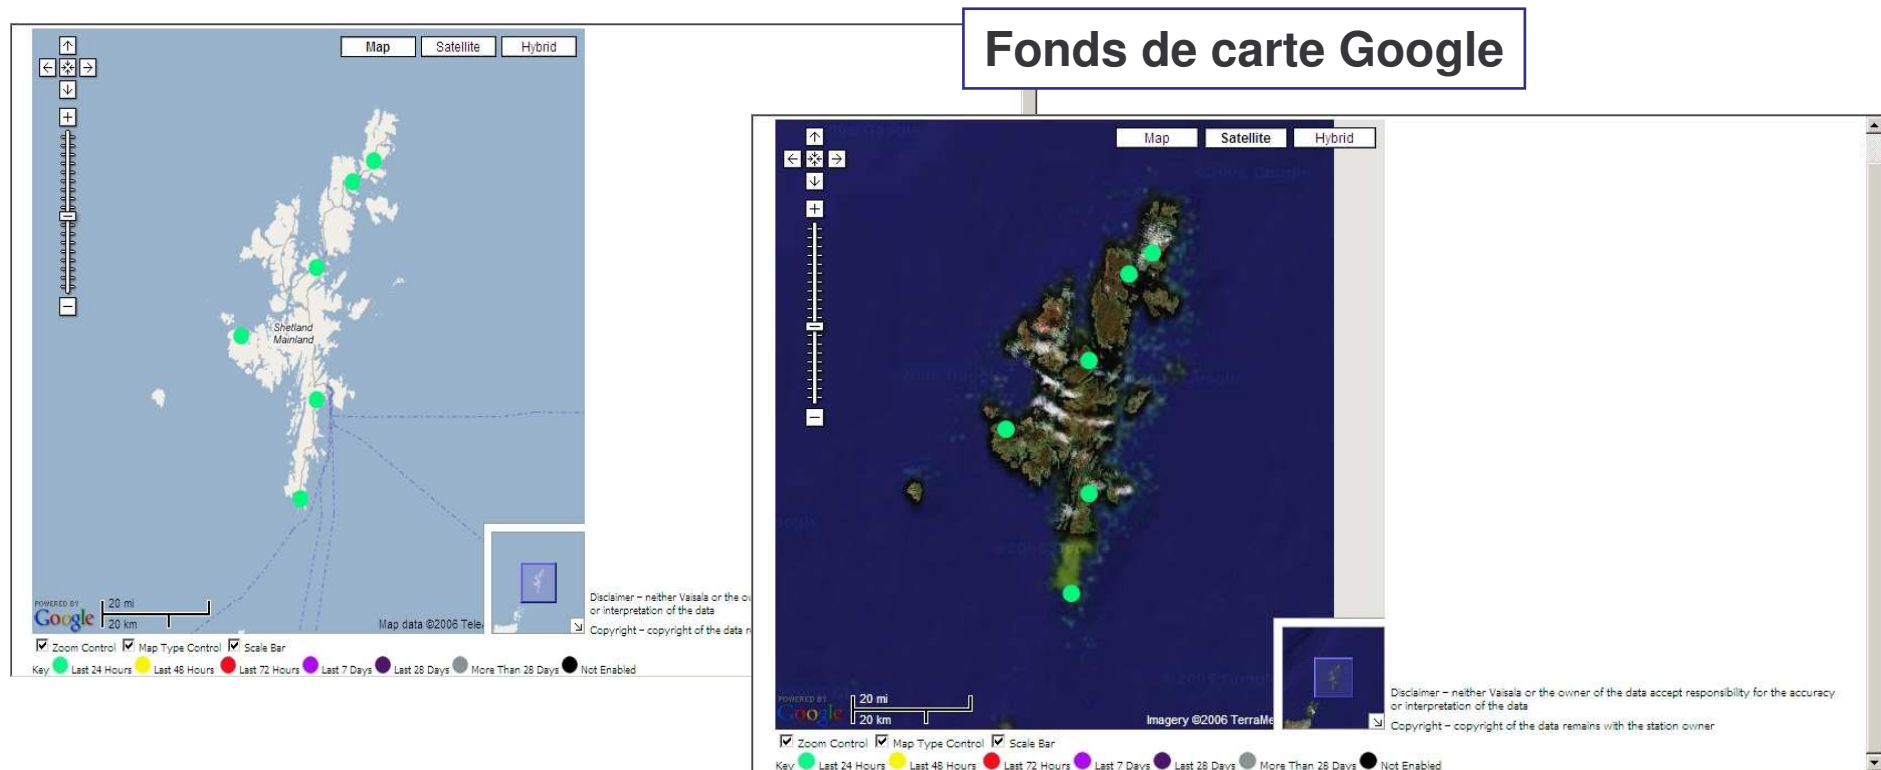 Fonds de carte Google
Map Satellite Hybrid
Shetland
Mainland
POWERED BY
Google
20 mi
20 km
Map data ©2006 Tele
Disclaimer – neither Vaisala or the
or interpretation of the data
Copyright – copyright of the data
Zoom Control Map Type Control Scale Bar
Key Last 24 Hours Last 48 Hours Last 72 Hours Last 7 Days Last 28 Days More Than 28 Days Not Enabled
Map Satellite Hybrid
POWERED BY
Google
20 mi
20 km
Imagery ©2006 TerraMe
Disclaimer – neither Vaisala or the owner of the data accept responsibility for the accuracy
or interpretation of the data
Copyright – copyright of the data remains with the station owner
Zoom Control Map Type Control Scale Bar
Key Last 24 Hours Last 48 Hours Last 72 Hours Last 7 Days Last 28 Days More Than 28 Days Not Enabled